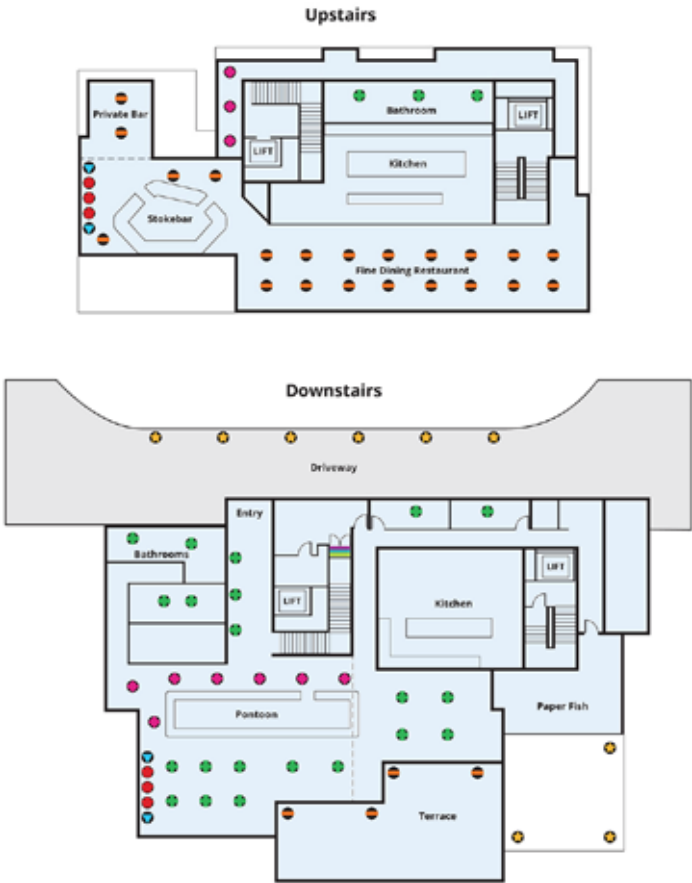 Upstairs
Private Bar
Bathroom
LIFT
LIFT
Kitchen
Stokebar
Fine Dining Restaurant
Downstairs
Driveway
Entry
Bathrooms
LIFT
LIFT
Kitchen
Pontoon
Paper Fish
Terrace